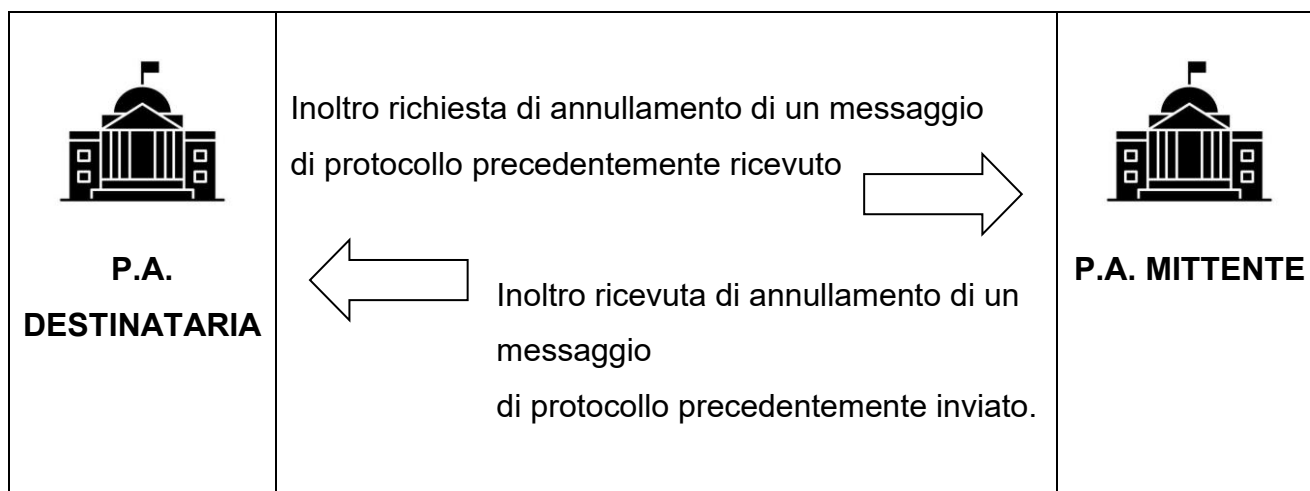 P.A.
DESTINATARIA
Inoltro richiesta di annullamento di un messaggio
di protocollo precedentemente ricevuto
Inoltro ricevuta di annullamento di un
messaggio
di protocollo precedentemente inviato.
P.A. MITTENTE